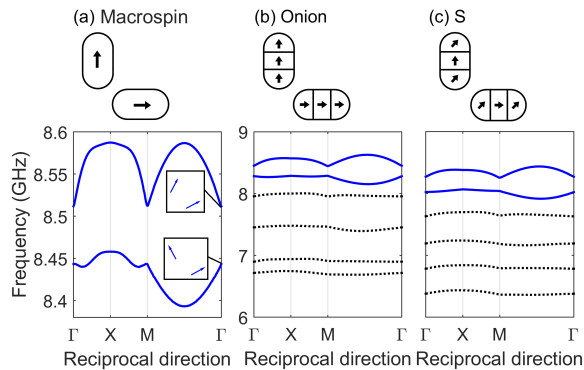 (a) Macrospin
(b) Onion
(c) S
Frequency (GHz)
8.6
8.55
8.5
8.45
8.4
Γ X M Γ
Reciprocal direction
9
8
7
6
Γ X M Γ
Reciprocal direction
Γ X M Γ
Reciprocal direction